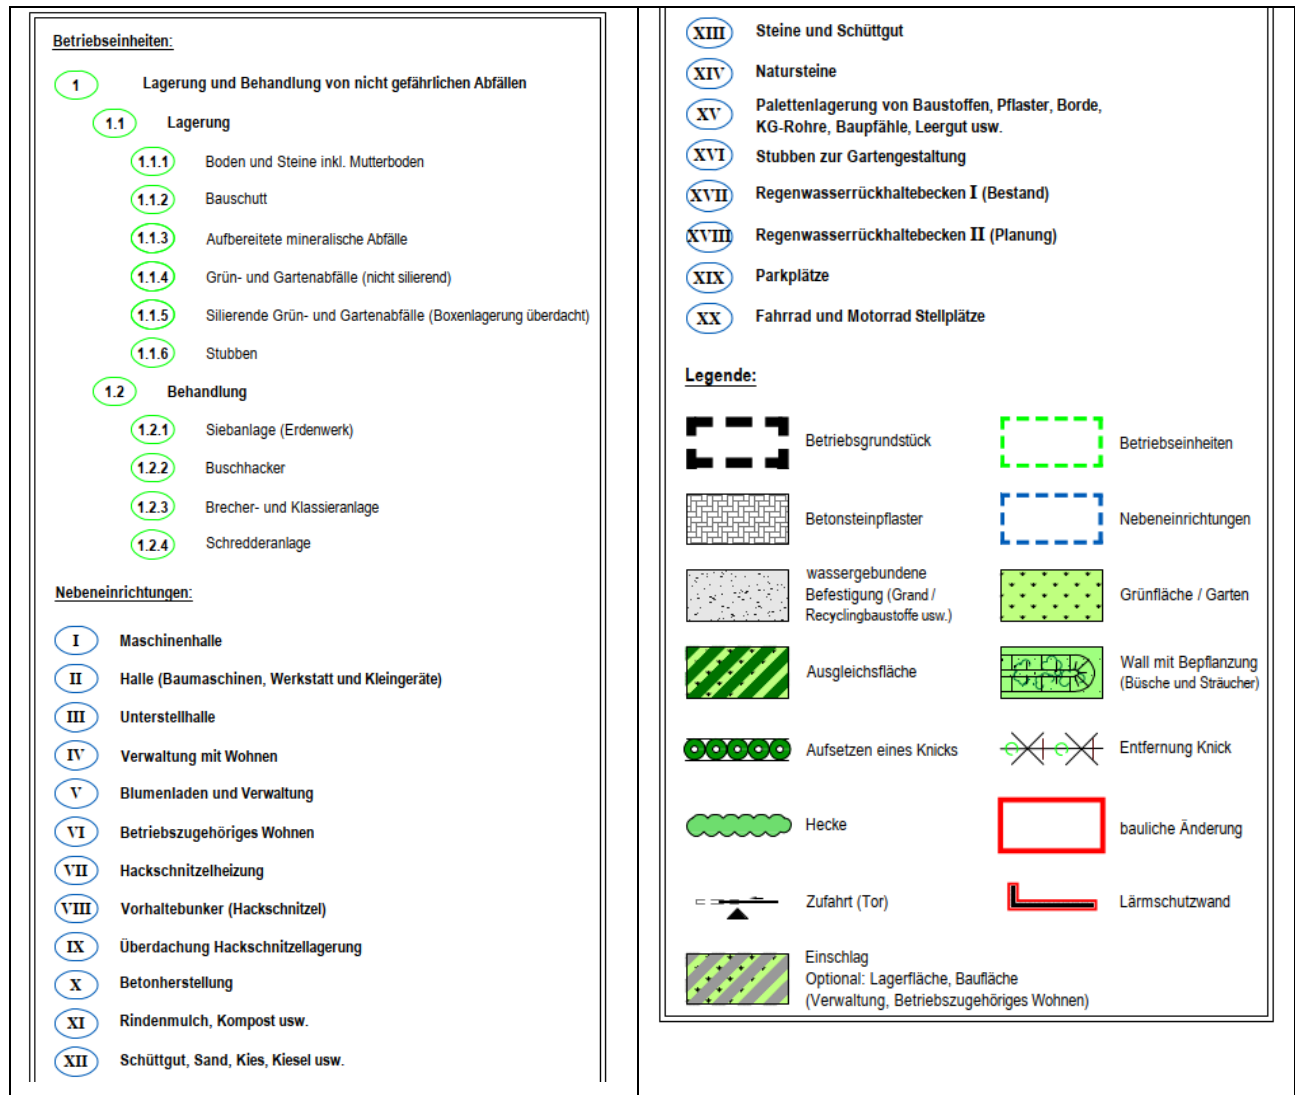 Betriebseinheiten:
1 Lagerung und Behandlung von nicht gefährlichen Abfällen
1.1 Lagerung
1.1.1 Boden und Steine inkl. Mutterboden
1.1.2 Bauschutt
1.1.3 Aufbereitete mineralische Abfälle
1.1.4 Grün- und Gartenabfälle (nicht silierend)
1.1.5 Silierende Grün- und Gartenabfälle (Boxenlagerung überdacht)
1.1.6 Stubben
1.2 Behandlung
1.2.1 Siebanlage (Erdenwerk)
1.2.2 Buschhacker
1.2.3 Brecher- und Klassieranlage
1.2.4 Schredderanlage
Nebeneinrichtungen:
I Maschinenhalle
II Halle (Baumaschinen, Werkstatt und Kleingeräte)
III Unterstellhalle
IV Verwaltung mit Wohnen
V Blumenladen und Verwaltung
VI Betriebszugehöriges Wohnen
VII Hackschnitzelheizung
VIII Vorhaltebunker (Hackschnitzel)
IX Überdachung Hackschnitzellagerung
X Betonherstellung
XI Rindenmulch, Kompost usw.
XII Schüttgut, Sand, Kies, Kiesel usw.
XIII Steine und Schüttgut
XIV Natursteine
XV Palettenlagerung von Baustoffen, Pflaster, Borde,
KG-Rohre, Baupfähle, Leergut usw.
XVI Stubben zur Gartengestaltung
XVII Regenwasserrückhaltebecken I (Bestand)
XVIII Regenwasserrückhaltebecken II (Planung)
XIX Parkplätze
XX Fahrrad und Motorrad Stellplätze
Legende:
Betriebsgrundstück
Betriebseinheiten
Betonsteinpflaster
Nebeneinrichtungen
wassergebundene
Befestigung (Grand /
Recyclingbaustoffe usw.)
Grünfläche / Garten
Ausgleichsfläche
Wall mit Bepflanzung
(Büsche und Sträucher)
Aufsetzen eines Knicks
Entfernung Knick
Hecke
bauliche Änderung
Zufahrt (Tor)
Lärmschutzwand
Einschlag
Optional: Lagerfläche, Baufläche
(Verwaltung, Betriebszugehöriges Wohnen)